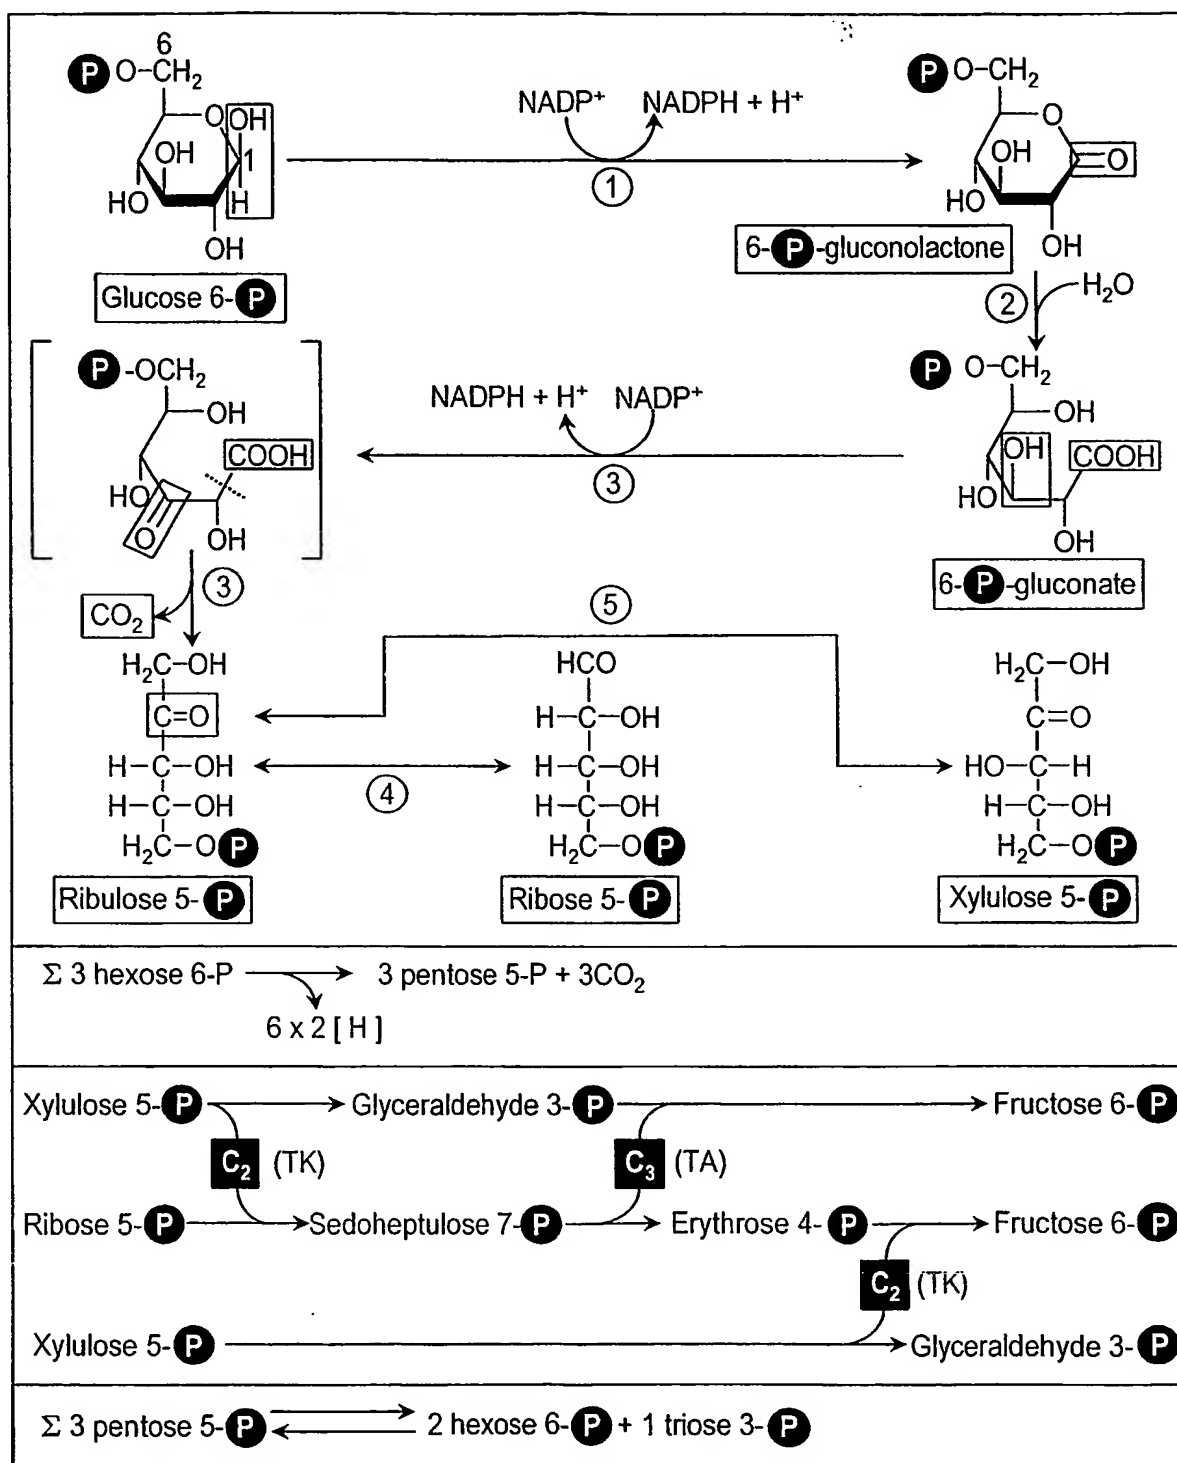 6
P O-CH2
O OH
OH 1
HO H
OH
Glucose 6-P
NADP+ NADPH + H+
1
P O-CH2
O
OH =O
HO
OH
6-P-gluconolactone
2 H2O
P -OCH2
OH
COOH
HO
O OH
NADPH + H+ NADP+
3
P O-CH2
OH
OH COOH
HO
OH
6-P-gluconate
3
CO2
5
H2C-OH
C=O
H-C-OH
H-C-OH
H2C-OP
Ribulose 5-P
4
HCO
H-C-OH
H-C-OH
H-C-OH
H2C-OP
Ribose 5-P
H2C-OH
C=O
HO-C-H
H-C-OH
H2C-OP
Xylulose 5-P
Σ 3 hexose 6-P → 3 pentose 5-P + 3CO2
6 x 2 [ H ]
Xylulose 5-P → Glyceraldehyde 3-P → Fructose 6-P
C2 (TK) C3 (TA)
Ribose 5-P → Sedoheptulose 7-P → Erythrose 4-P → Fructose 6-P
C2 (TK)
Xylulose 5-P → Glyceraldehyde 3-P
Σ 3 pentose 5-P ⇄ 2 hexose 6-P + 1 triose 3-P